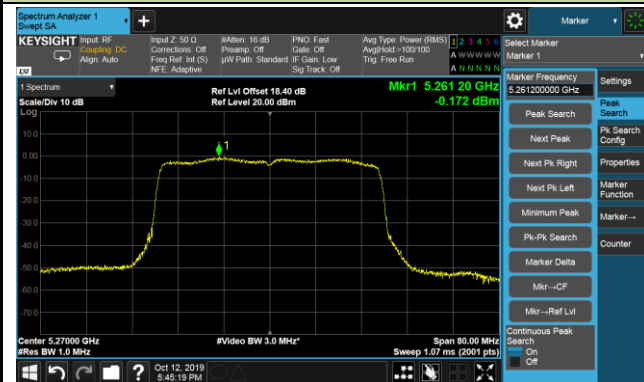 Spectrum Analyzer 1
Swept SA
Marker
KEYSIGHT
Input: RF
Coupling: DC
Align: Auto
Input Z: 50 Ω
Corrections: Off
Freq Ref: Int (S)
NFE: Adaptive
#Atten: 16 dB
Preamp: Off
µW Path: Standard
PNO: Fast
Gate: Off
IF Gain: Low
Sig Track: Off
Avg Type: Power (RMS)
Avg|Hold:>100/100
Trig: Free Run
1 2 3 4 5 6
A W W W W W
A N N N N N
LXI
Select Marker
Marker 1
1 Spectrum
Scale/Div 10 dB
Log
Ref Lvl Offset 18.40 dB
Ref Level 20.00 dBm
Mkr1 5.261 20 GHz
-0.172 dBm
10.0
0.00
-10.0
-20.0
-30.0
-40.0
-50.0
-60.0
-70.0
1
Center 5.27000 GHz
#Res BW 1.0 MHz
#Video BW 3.0 MHz*
Span 80.00 MHz
Sweep 1.07 ms (2001 pts)
Marker Frequency
5.261200000 GHz
Peak Search
Next Peak
Next Pk Right
Next Pk Left
Minimum Peak
Pk-Pk Search
Marker Delta
Mkr→CF
Mkr→Ref Lvl
Continuous Peak
Search
On
Off
Settings
Peak
Search
Pk Search
Config
Properties
Marker
Function
Marker→
Counter
Oct 12, 2019
5:45:19 PM